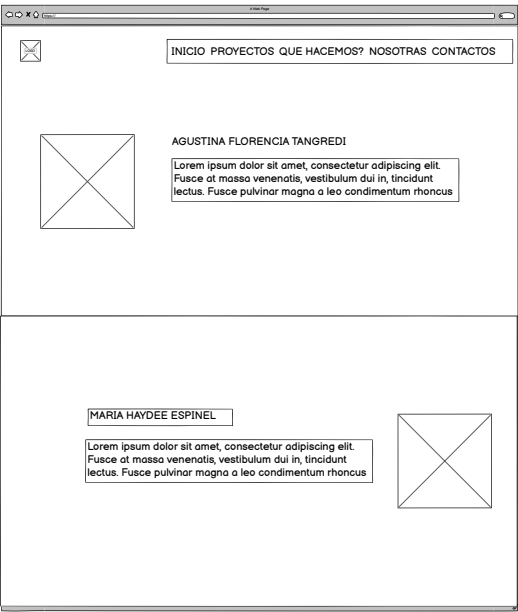 A Web Page
https://
LOGO
INICIO PROYECTOS QUE HACEMOS? NOSOTRAS CONTACTOS
AGUSTINA FLORENCIA TANGREDI
Lorem ipsum dolor sit amet, consectetur adipiscing elit.
Fusce at massa venenatis, vestibulum dui in, tincidunt
lectus. Fusce pulvinar magna a leo condimentum rhoncus
MARIA HAYDEE ESPINEL
Lorem ipsum dolor sit amet, consectetur adipiscing elit.
Fusce at massa venenatis, vestibulum dui in, tincidunt
lectus. Fusce pulvinar magna a leo condimentum rhoncus